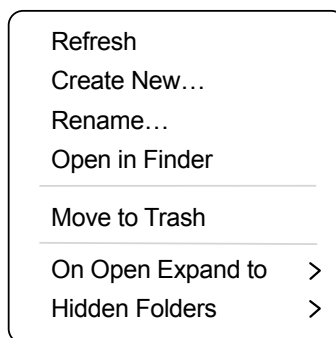 Refresh
Create New…
Rename…
Open in Finder
Move to Trash
On Open Expand to >
Hidden Folders >